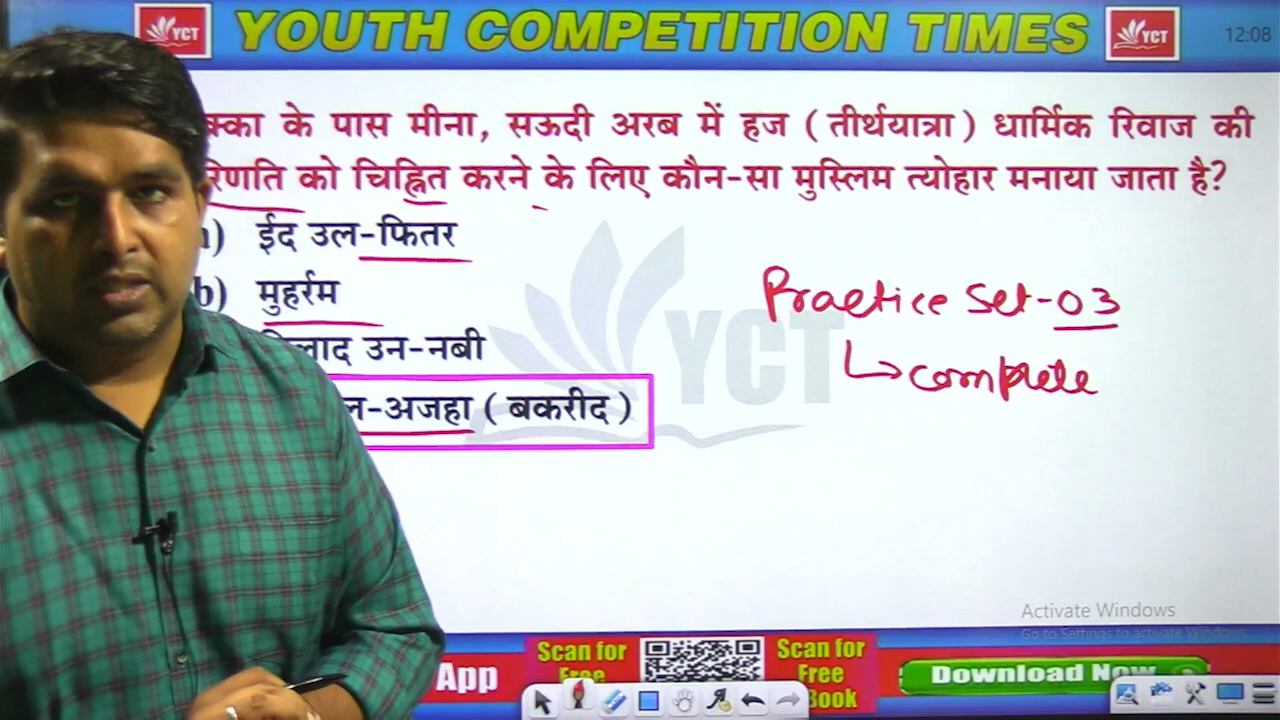 YCT YOUTH COMPETITION TIMES YCT 12:08
के पास मीना, सऊदी अरब में हज ( तीर्थयात्रा ) धार्मिक रिवाज की
को चिह्नित करने के लिए कौन-सा मुस्लिम त्योहार मनाया जाता है?
ईद उल-फितर
b) मुहर्रम
उन-नबी
-अजहा ( बकरीद )
Practice Set-03
↳ complete
YCT
Activate Windows
Go to Settings to activate Windows.
App
Scan for
Free
Scan for
Free
Book
Download Now